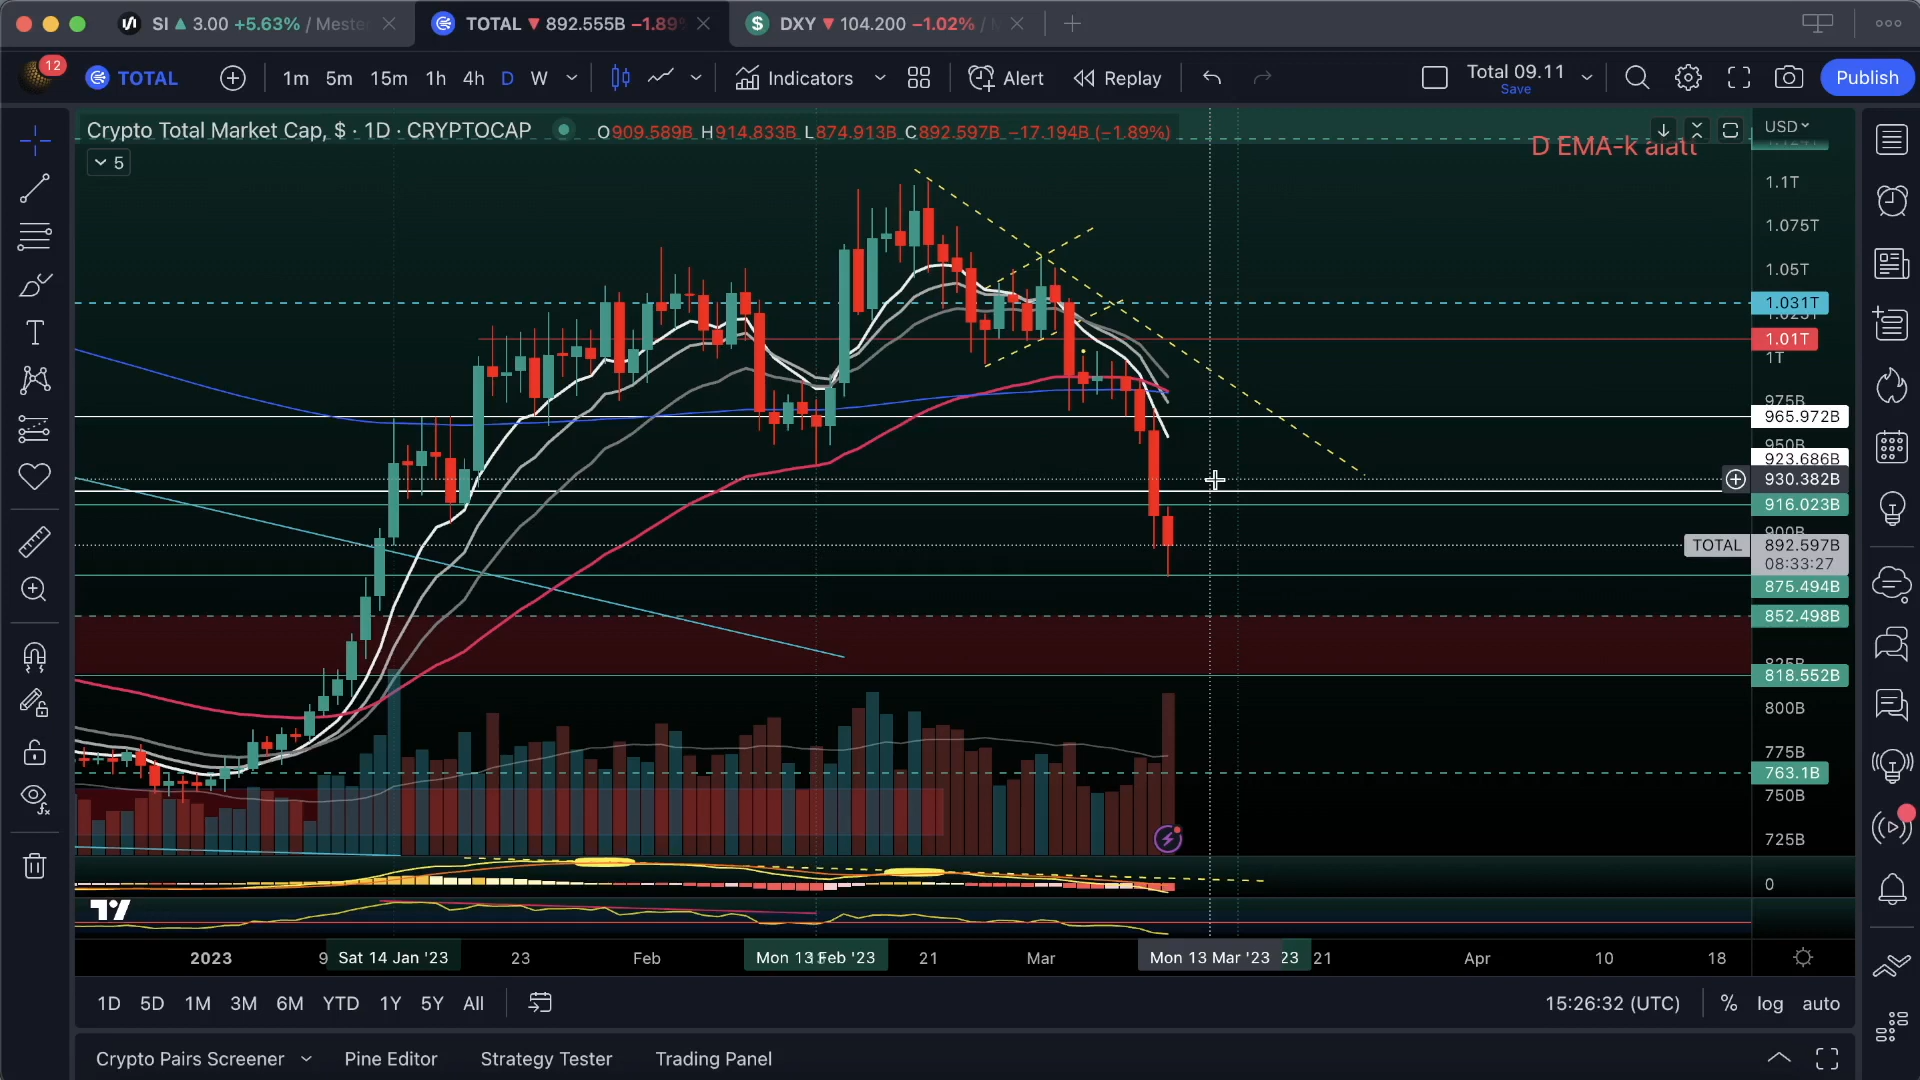 SI ▲ 3.00 +5.63% / Meste
TOTAL ▼ 892.555B −1.89%
$ DXY ▼ 104.200 −1.02% /
12
TOTAL
1m 5m 15m 1h 4h D W
Indicators
Alert
Replay
Total 09.11
Save
Publish
Crypto Total Market Cap, $ · 1D · CRYPTOCAP
O909.589B H914.833B L874.913B C892.597B −17.194B (−1.89%)
5
D EMA-k alatt
USD
1.1T
1.075T
1.05T
1.031T
1.01T
1T
975B
965.972B
950B
923.686B
930.382B
916.023B
900B
TOTAL 892.597B
08:33:27
875.494B
852.498B
825B
818.552B
800B
775B
763.1B
750B
725B
0
2023
9
Sat 14 Jan '23
23
Feb
Mon 13 Feb '23
21
Mar
Mon 13 Mar '23
23
21
Apr
10
18
1D 5D 1M 3M 6M YTD 1Y 5Y All
15:26:32 (UTC)
% log auto
Crypto Pairs Screener
Pine Editor
Strategy Tester
Trading Panel